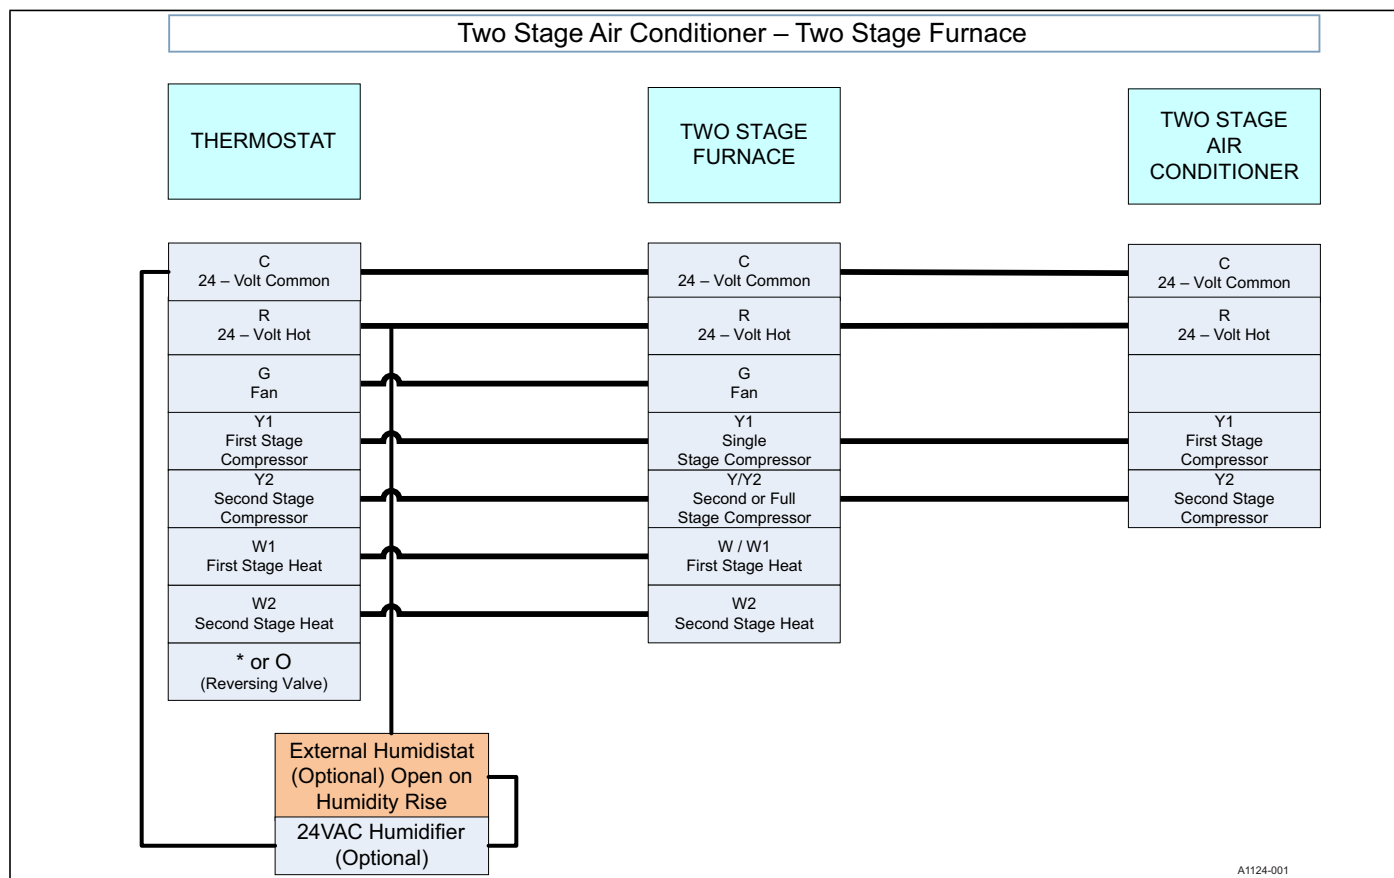 Two Stage Air Conditioner – Two Stage Furnace
THERMOSTAT
TWO STAGE
FURNACE
TWO STAGE
AIR
CONDITIONER
C
24 – Volt Common
R
24 – Volt Hot
G
Fan
Y1
First Stage
Compressor
Y2
Second Stage
Compressor
W1
First Stage Heat
W2
Second Stage Heat
* or O
(Reversing Valve)
C
24 – Volt Common
R
24 – Volt Hot
G
Fan
Y1
Single
Stage Compressor
Y/Y2
Second or Full
Stage Compressor
W / W1
First Stage Heat
W2
Second Stage Heat
C
24 – Volt Common
R
24 – Volt Hot
Y1
First Stage
Compressor
Y2
Second Stage
Compressor
External Humidistat
(Optional) Open on
Humidity Rise
24VAC Humidifier
(Optional)
A1124-001